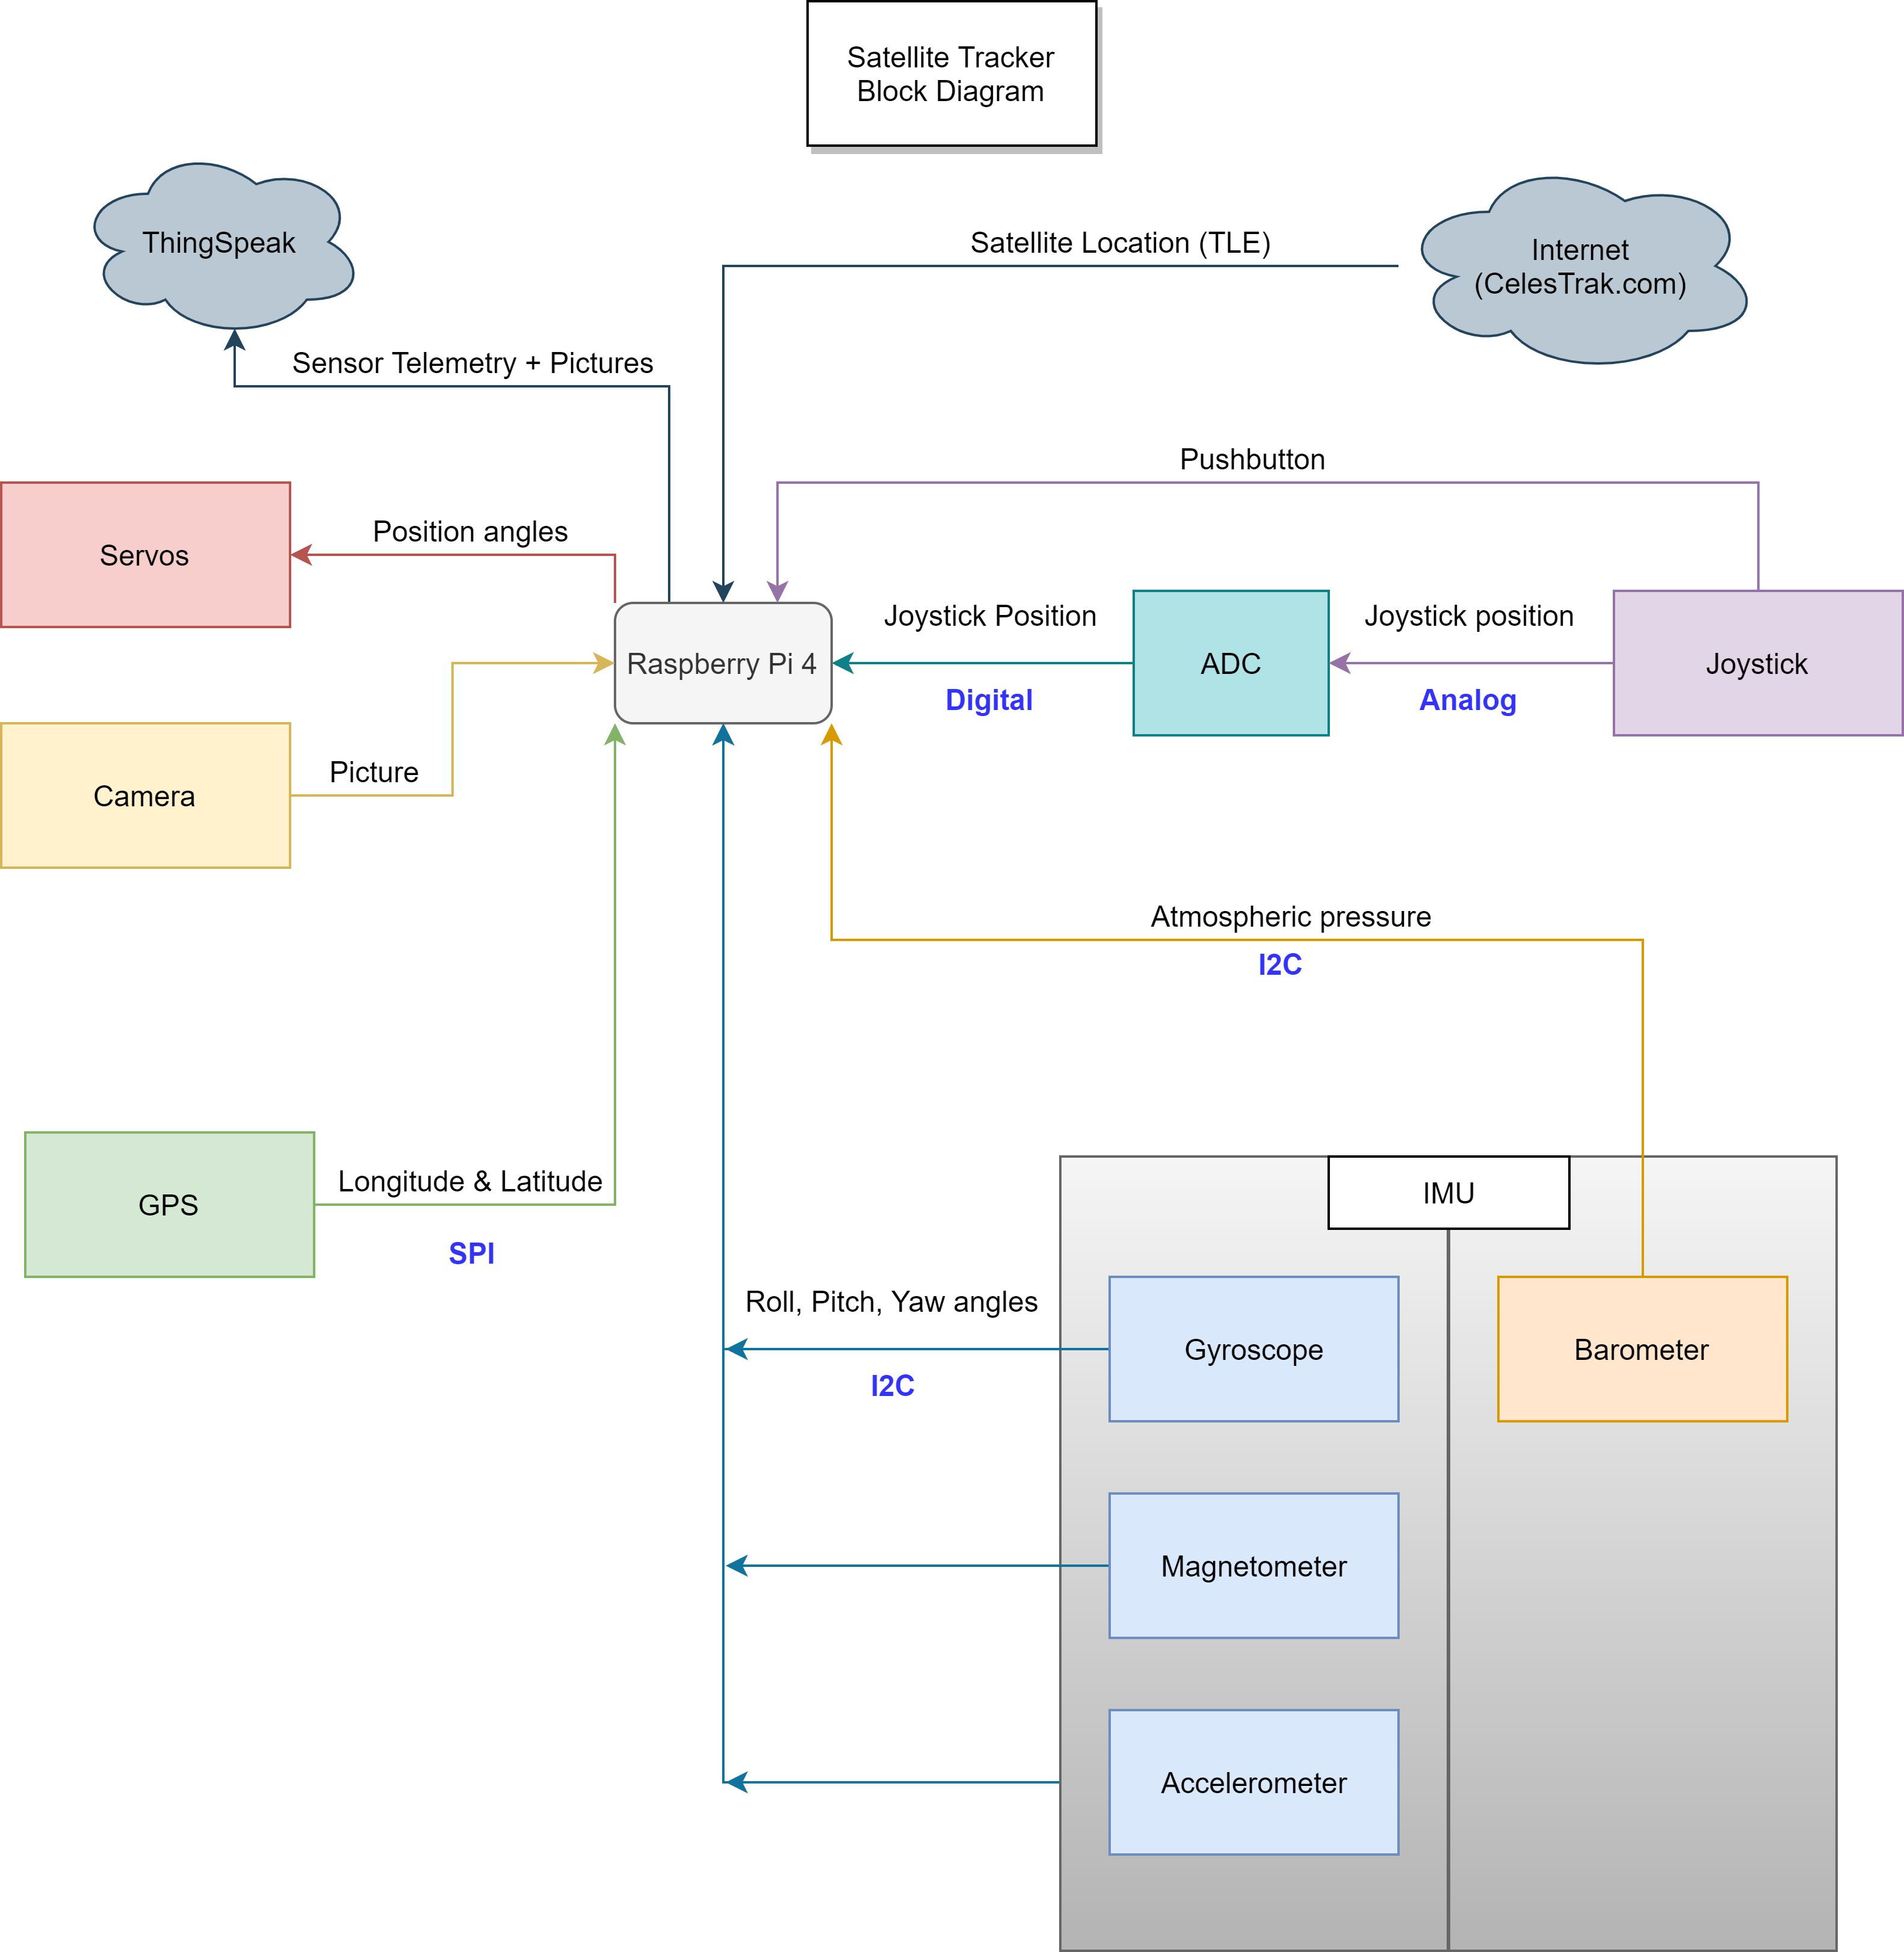 Satellite Tracker
Block Diagram
ThingSpeak
Satellite Location (TLE)
Internet
(CelesTrak.com)
Sensor Telemetry + Pictures
Pushbutton
Servos
Position angles
Raspberry Pi 4
Joystick Position
Digital
ADC
Joystick position
Analog
Joystick
Camera
Picture
Atmospheric pressure
I2C
GPS
Longitude & Latitude
SPI
IMU
Roll, Pitch, Yaw angles
I2C
Gyroscope
Barometer
Magnetometer
Accelerometer